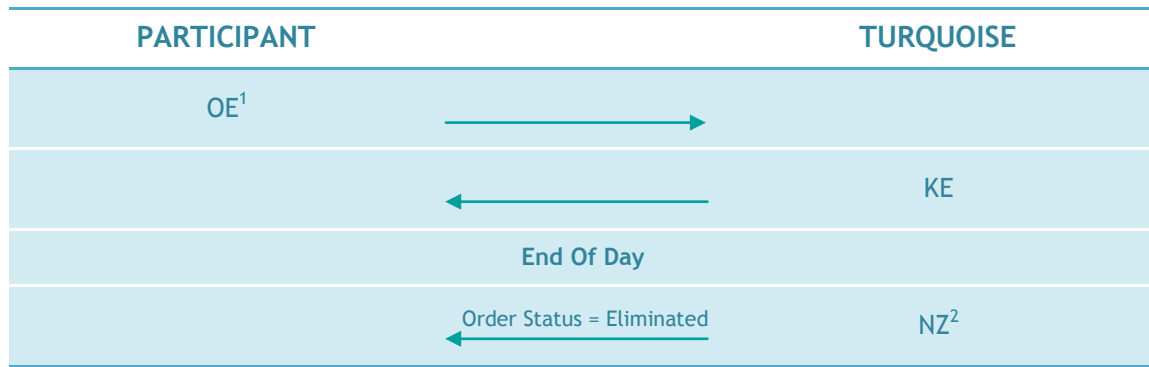 PARTICIPANT TURQUOISE
OE¹
KE
End Of Day
Order Status = Eliminated NZ²